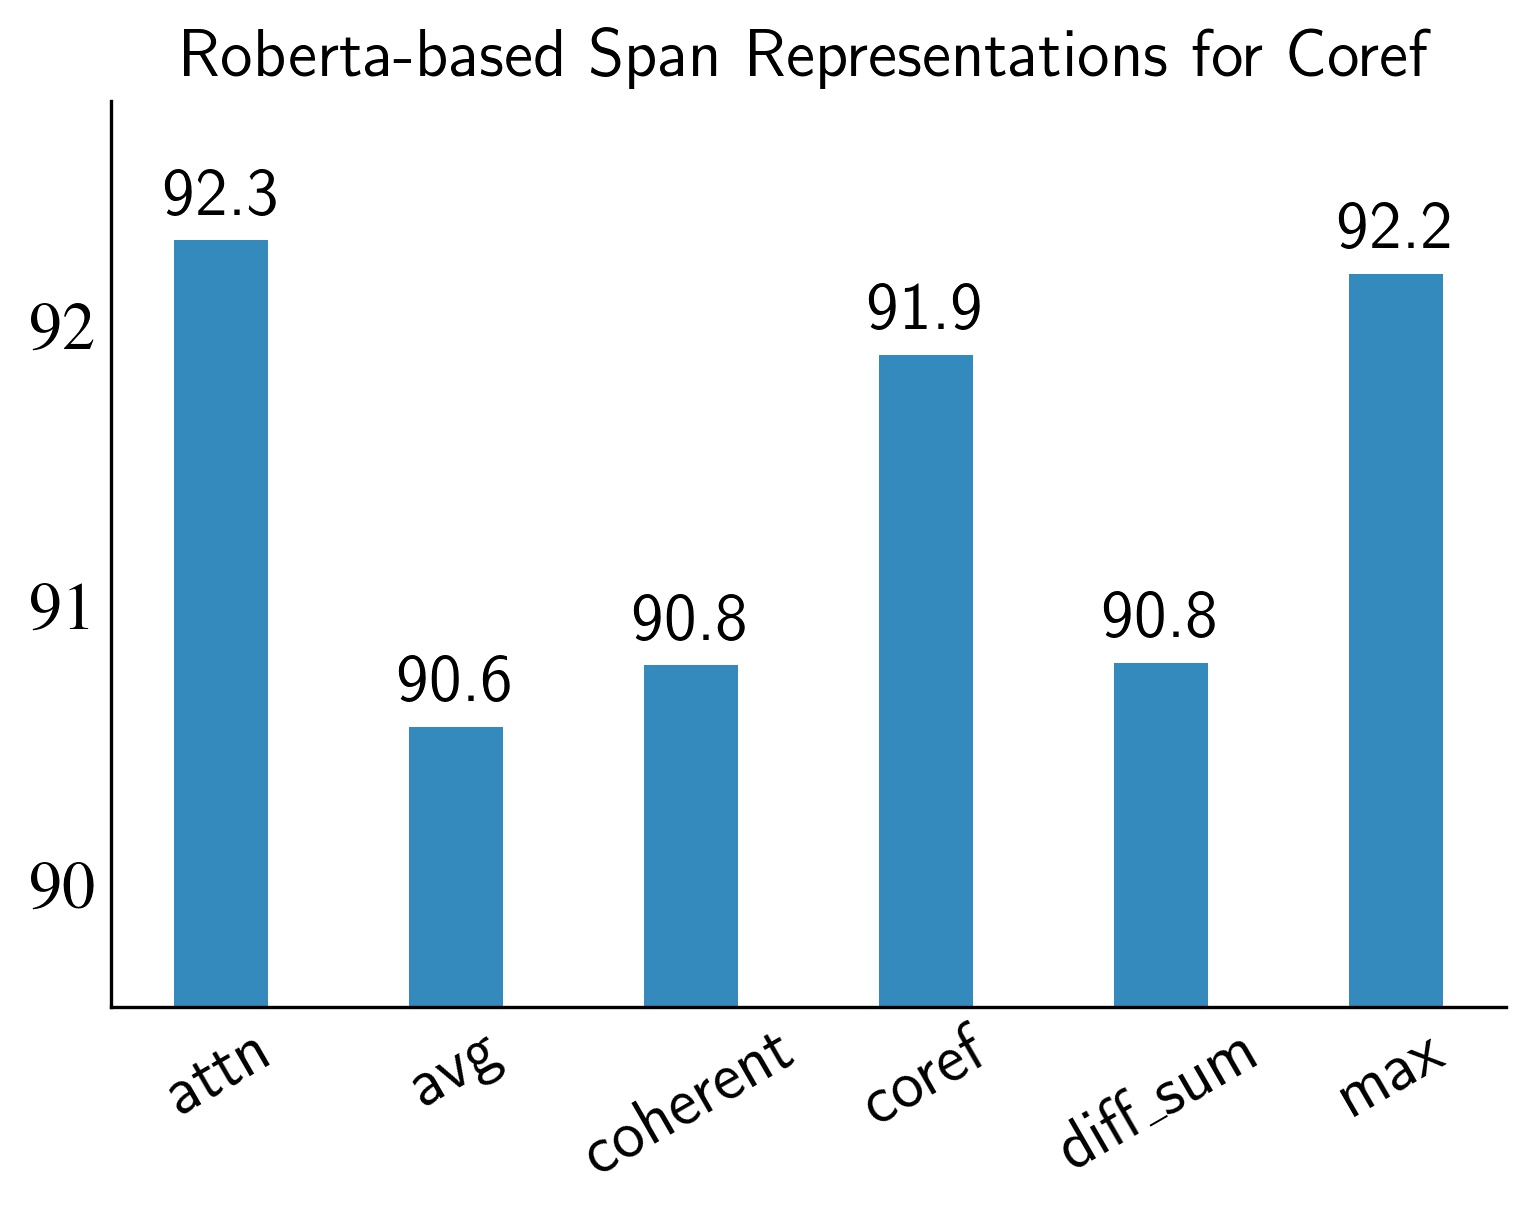 Roberta-based Span Representations for Coref
92.3
92.2
91.9
92
90.8
90.8
91
90.6
90
attn
avg
coherent
coref
diff_sum
max